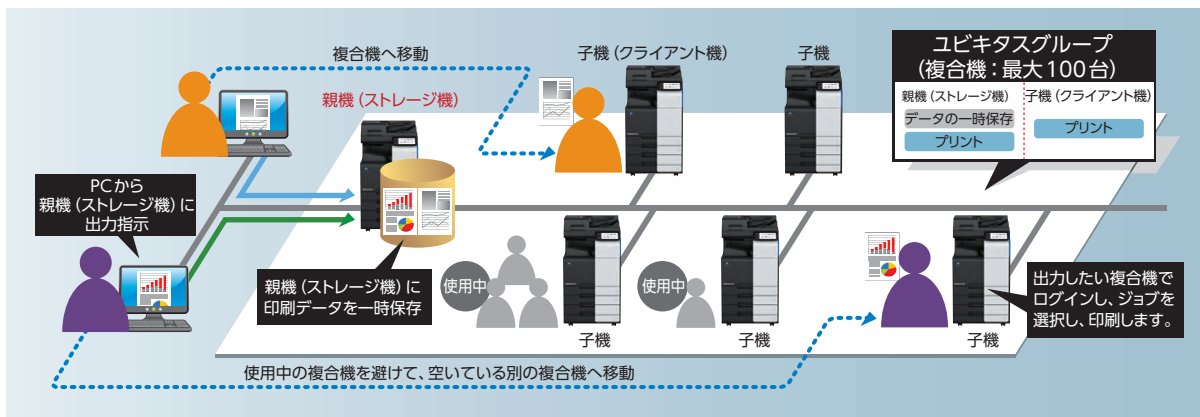 複合機へ移動
子機（クライアント機）
子機
ユビキタスグループ
（複合機：最大100台）
親機（ストレージ機）
データの一時保存
プリント
子機（クライアント機）
プリント
親機（ストレージ機）
PCから
親機（ストレージ機）に
出力指示
親機（ストレージ機）に
印刷データを一時保存
使用中
子機
使用中
子機
子機
出力したい複合機で
ログインし、ジョブを
選択し、印刷します。
使用中の複合機を避けて、空いている別の複合機へ移動